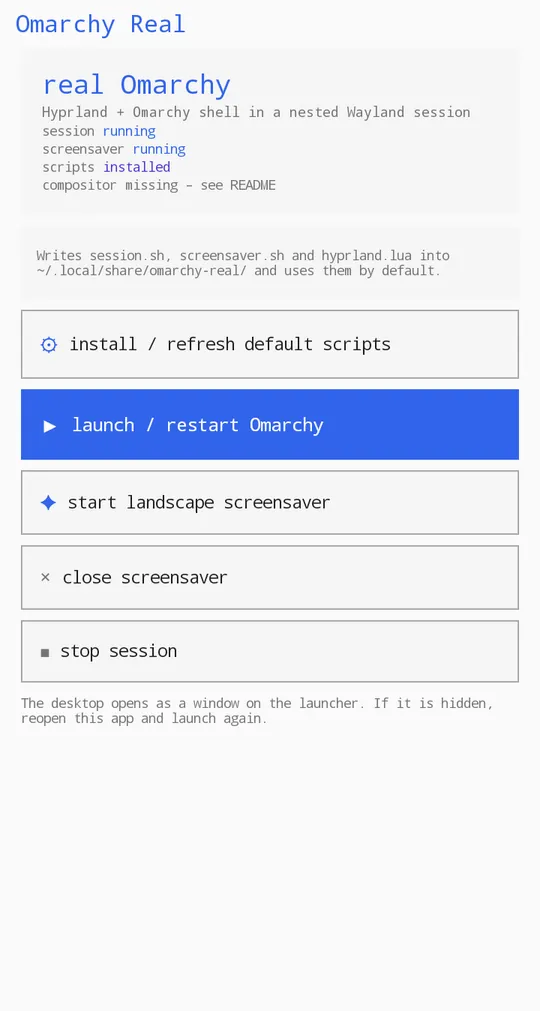 Omarchy Real
real Omarchy
Hyprland + Omarchy shell in a nested Wayland session
session running
screensaver running
scripts installed
compositor missing – see README
Writes session.sh, screensaver.sh and hyprland.lua into
~/.local/share/omarchy-real/ and uses them by default.
install / refresh default scripts
▶ launch / restart Omarchy
✦ start landscape screensaver
× close screensaver
■ stop session
The desktop opens as a window on the launcher. If it is hidden,
reopen this app and launch again.